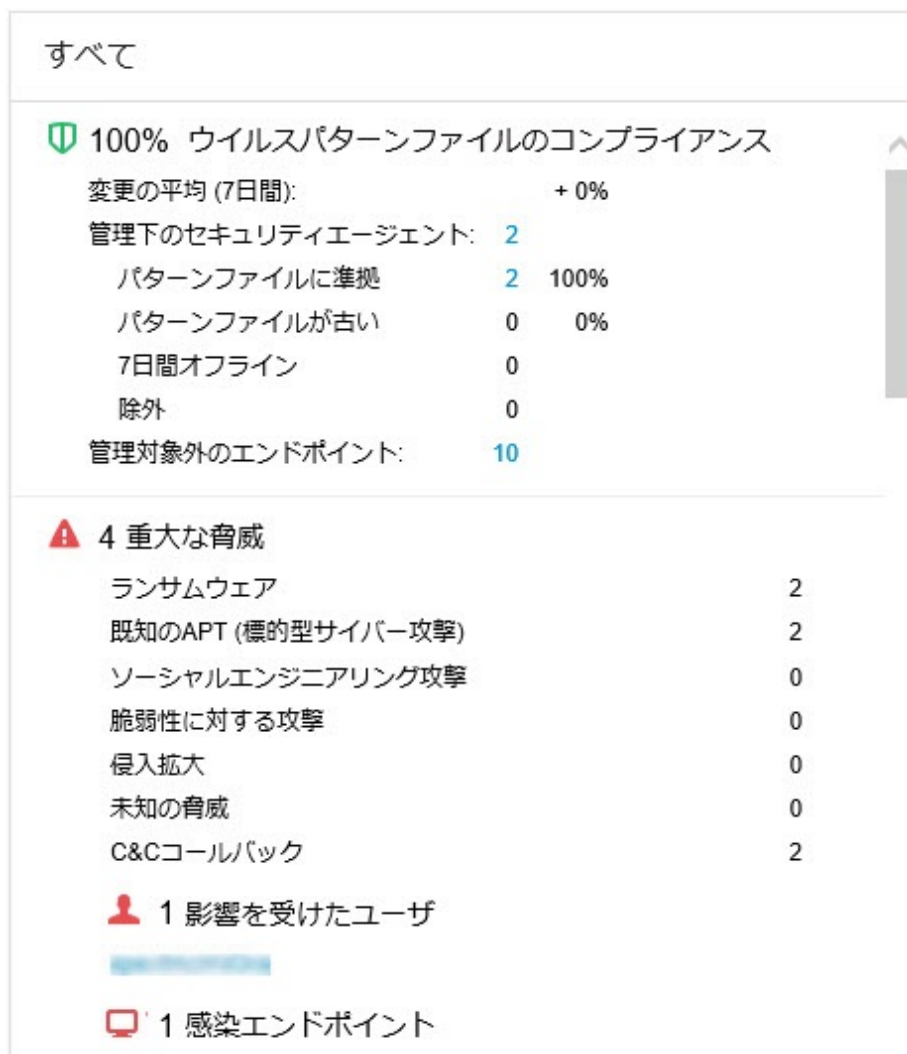 すべて
100% ウイルスパターンファイルのコンプライアンス
変更の平均 (7日間): + 0%
管理下のセキュリティエージェント: 2
パターンファイルに準拠 2 100%
パターンファイルが古い 0 0%
7日間オフライン 0
除外 0
管理対象外のエンドポイント: 10
4 重大な脅威
ランサムウェア 2
既知のAPT (標的型サイバー攻撃) 2
ソーシャルエンジニアリング攻撃 0
脆弱性に対する攻撃 0
侵入拡大 0
未知の脅威 0
C&Cコールバック 2
1 影響を受けたユーザ
1 感染エンドポイント